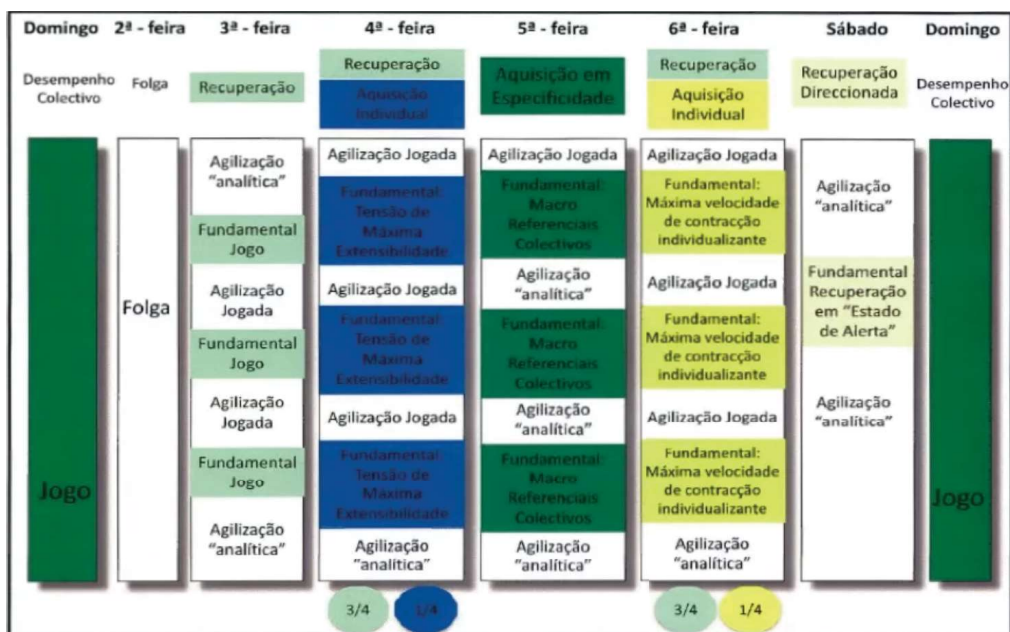 Domingo
2ª - feira
3ª - feira
4ª - feira
5ª - feira
6ª - feira
Sábado
Domingo
Desempenho
Colectivo
Folga
Recuperação
Recuperação
Aquisição
Individual
Aquisição em
Especificidade
Recuperação
Aquisição
Individual
Recuperação
Direccionada
Desempenho
Colectivo
Jogo
Folga
Agilização
“analítica”
Fundamental
Jogo
Agilização
Jogada
Fundamental
Jogo
Agilização
Jogada
Fundamental
Jogo
Agilização
“analítica”
Agilização Jogada
Fundamental:
Tensão de
Máxima
Extensibilidade
Agilização Jogada
Fundamental:
Tensão de
Máxima
Extensibilidade
Agilização Jogada
Fundamental:
Tensão de
Máxima
Extensibilidade
Agilização
“analítica”
3/4
1/4
Agilização Jogada
Fundamental:
Macro
Referenciais
Colectivos
Agilização
“analítica”
Fundamental:
Macro
Referenciais
Colectivos
Agilização
“analítica”
Fundamental:
Macro
Referenciais
Colectivos
Agilização
“analítica”
Agilização Jogada
Fundamental:
Máxima velocidade
de contracção
individualizante
Agilização Jogada
Fundamental:
Máxima velocidade
de contracção
individualizante
Agilização Jogada
Fundamental:
Máxima velocidade
de contracção
individualizante
Agilização
“analítica”
3/4
1/4
Agilização
“analítica”
Fundamental
Recuperação
em “Estado
de Alerta”
Agilização
“analítica”
Jogo